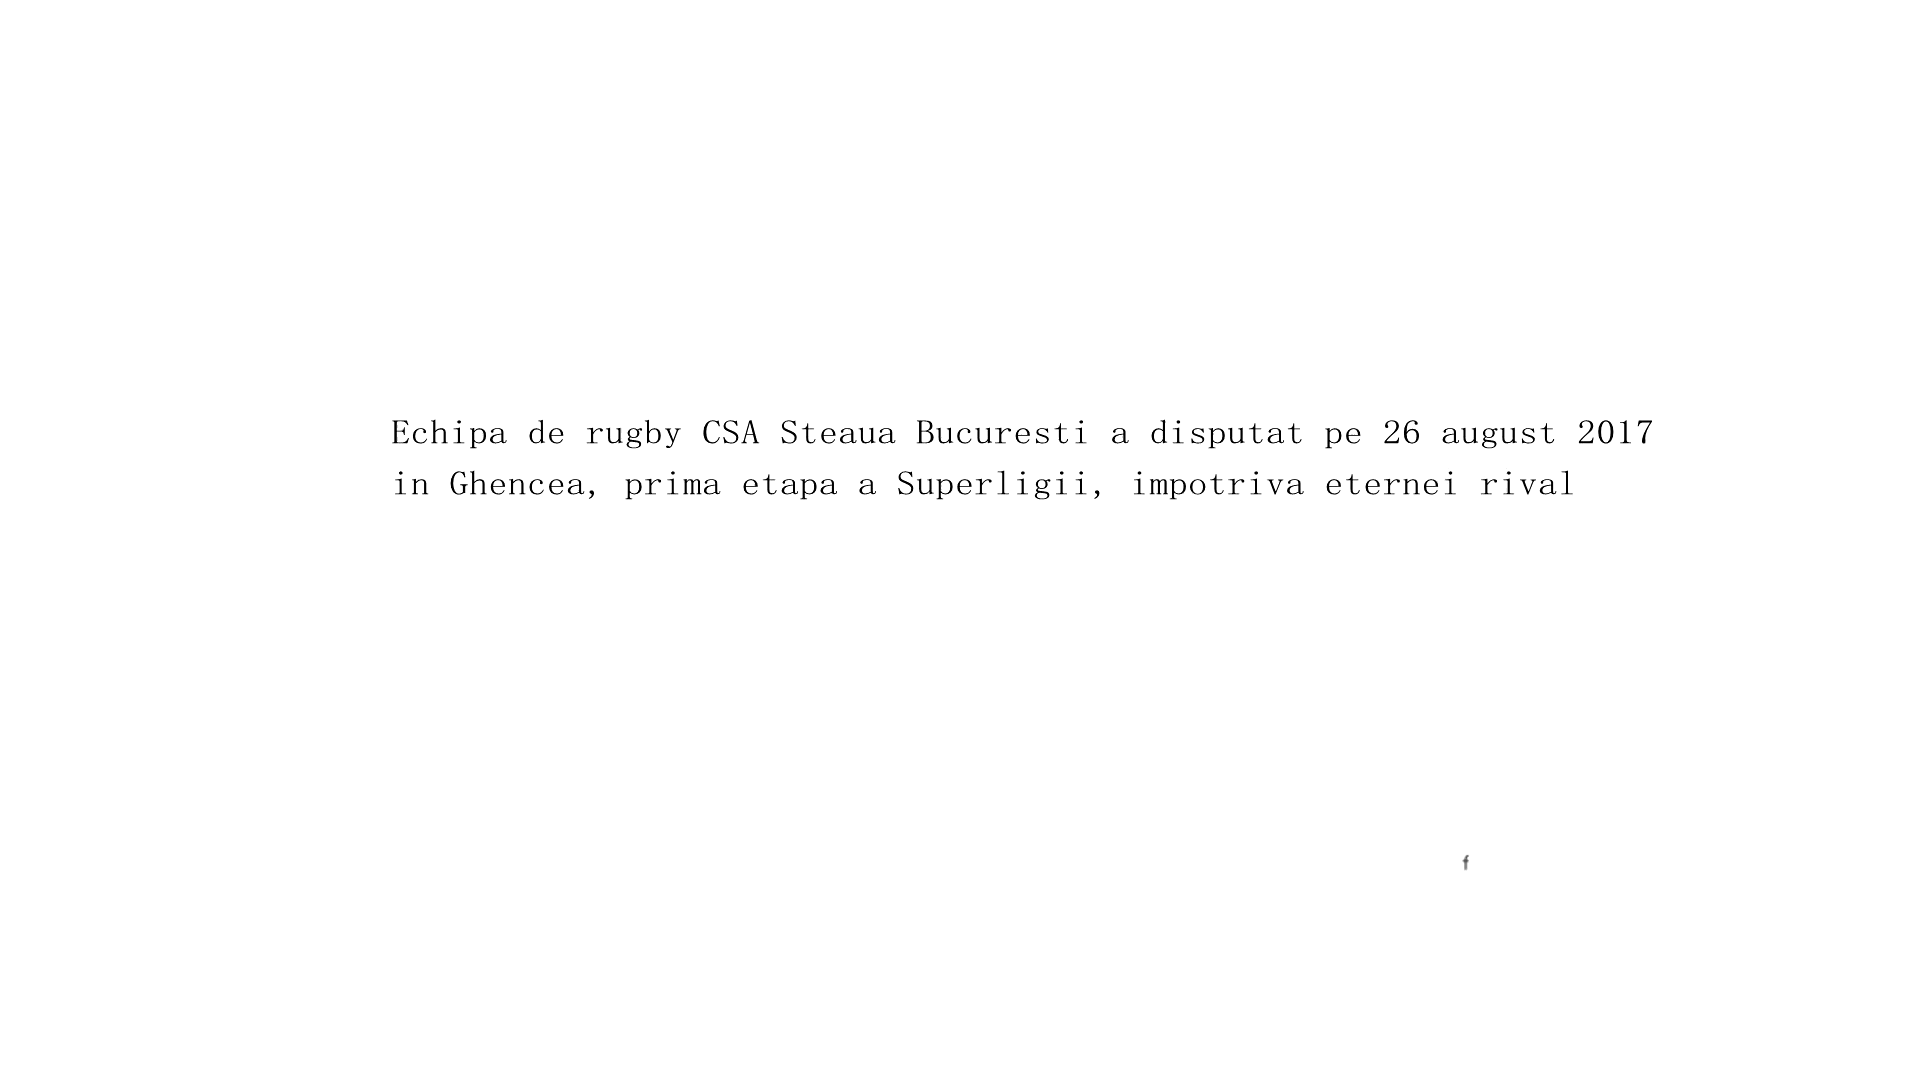 Echipa de rugby CSA Steaua Bucuresti a disputat pe 26 august 2017
in Ghencea, prima etapa a Superligii, impotriva eternei rival
f